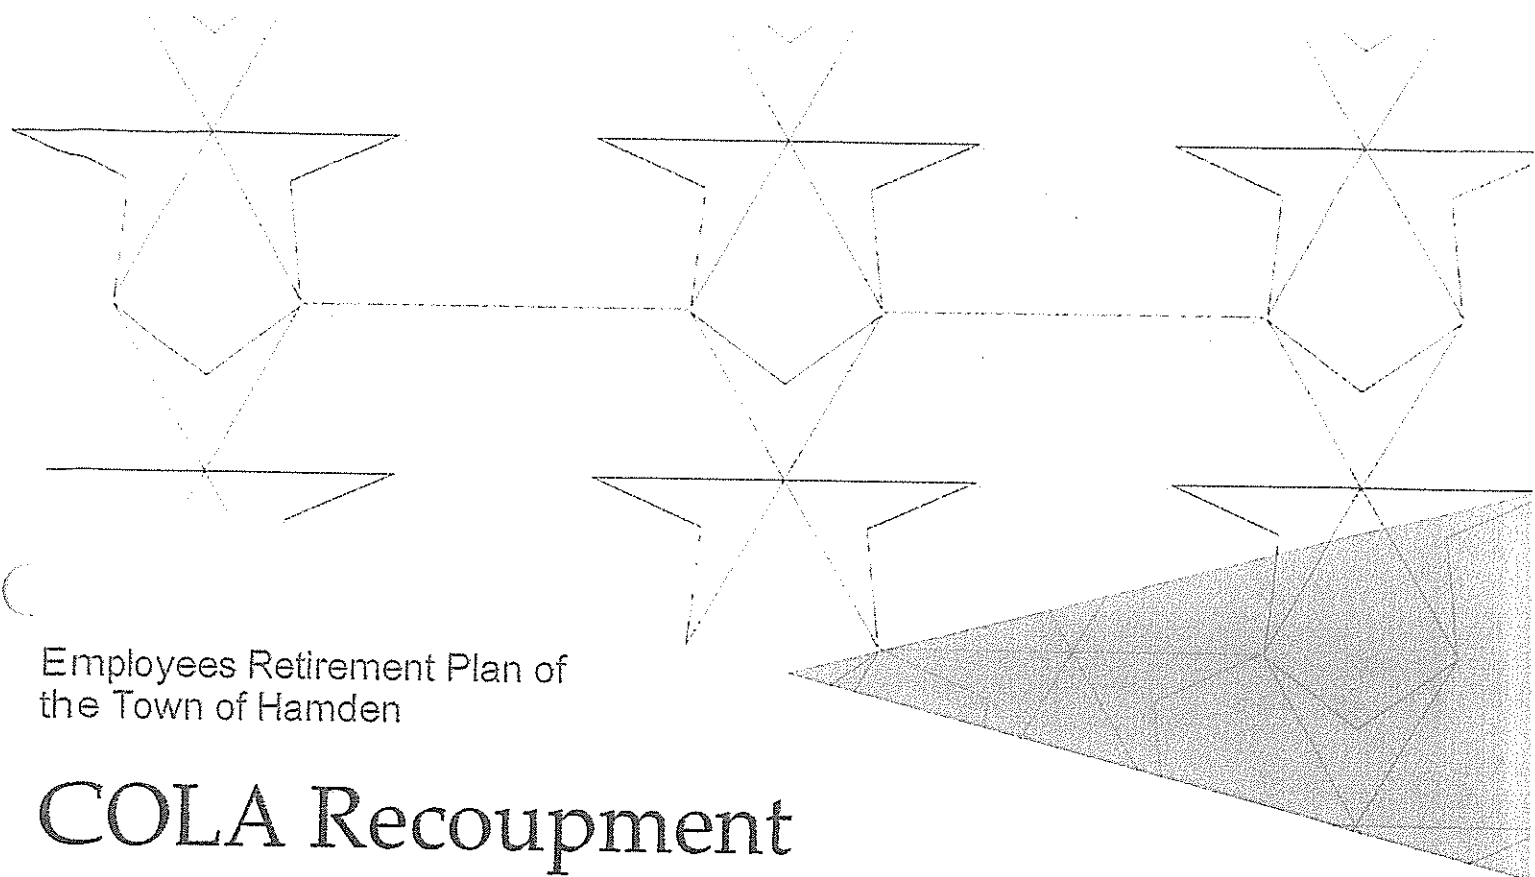 Employees Retirement Plan of
the Town of Hamden
COLA Recoupment